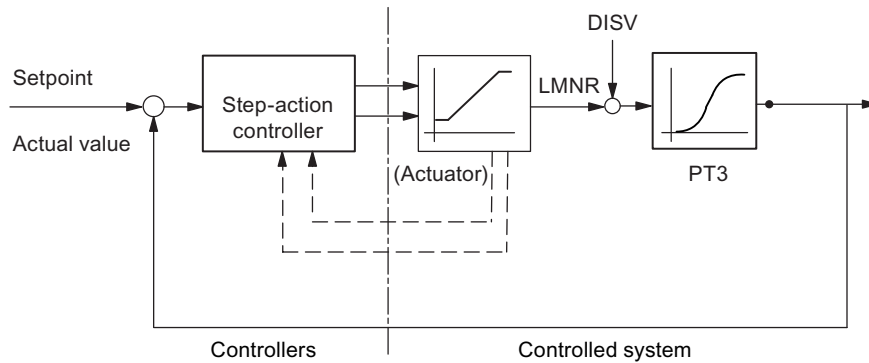 DISV
Setpoint
LMNR
Step-action
controller
Actual value
(Actuator)
PT3
Controllers
Controlled system